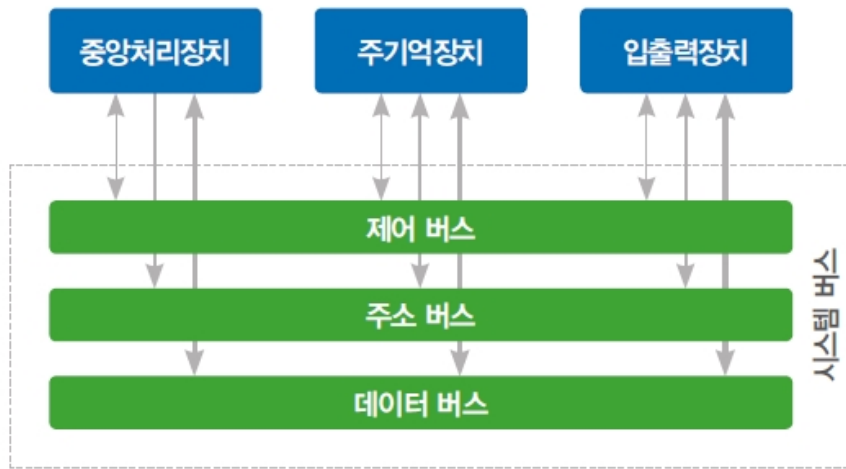 중앙처리장치
주기억장치
입출력장치
제어 버스
주소 버스
데이터 버스
시스템 버스